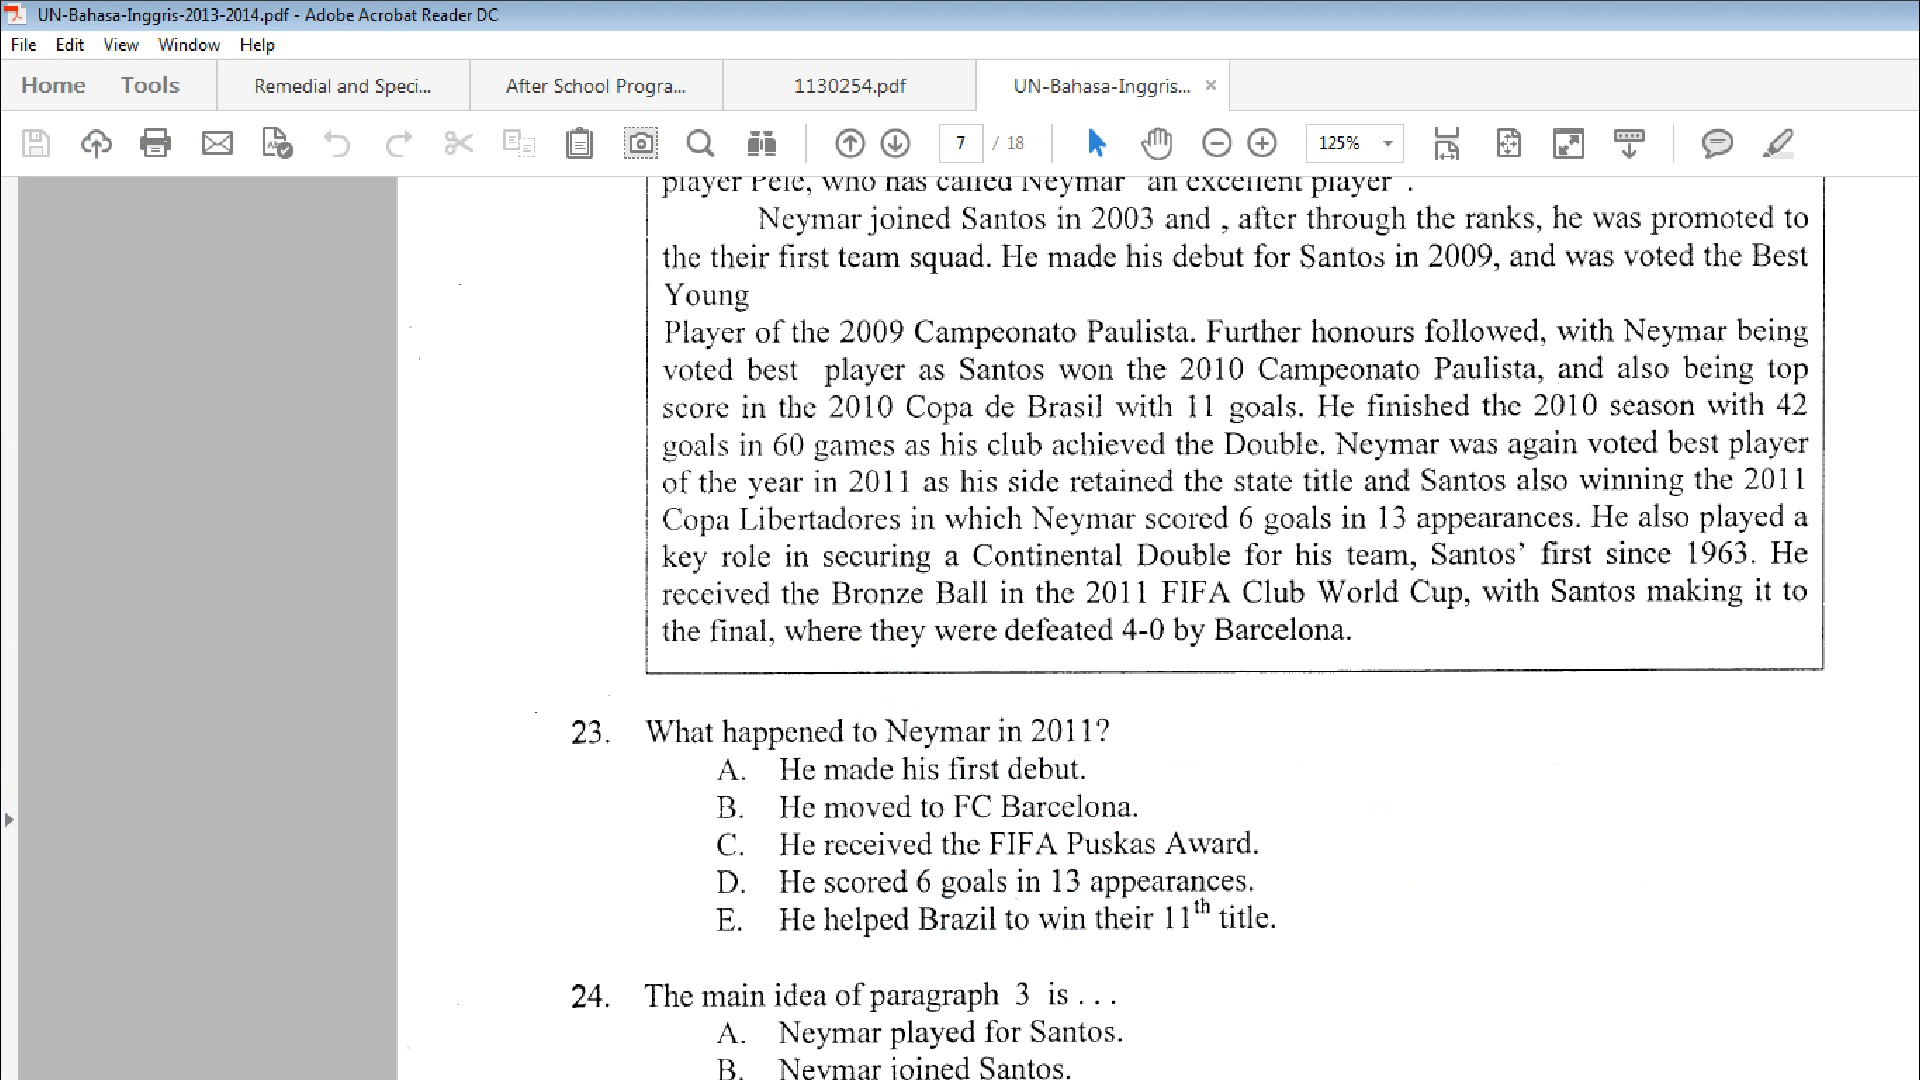 UN-Bahasa-Inggris-2013-2014.pdf - Adobe Acrobat Reader DC
File Edit View Window Help
Home Tools Remedial and Speci... After School Progra... 1130254.pdf UN-Bahasa-Inggris... ×
7 / 18 125%
player Pele, who has called Neymar an excellent player .
Neymar joined Santos in 2003 and , after through the ranks, he was promoted to
the their first team squad. He made his debut for Santos in 2009, and was voted the Best
Young
Player of the 2009 Campeonato Paulista. Further honours followed, with Neymar being
voted best player as Santos won the 2010 Campeonato Paulista, and also being top
score in the 2010 Copa de Brasil with 11 goals. He finished the 2010 season with 42
goals in 60 games as his club achieved the Double. Neymar was again voted best player
of the year in 2011 as his side retained the state title and Santos also winning the 2011
Copa Libertadores in which Neymar scored 6 goals in 13 appearances. He also played a
key role in securing a Continental Double for his team, Santos’ first since 1963. He
received the Bronze Ball in the 2011 FIFA Club World Cup, with Santos making it to
the final, where they were defeated 4-0 by Barcelona.
23. What happened to Neymar in 2011?
A. He made his first debut.
B. He moved to FC Barcelona.
C. He received the FIFA Puskas Award.
D. He scored 6 goals in 13 appearances.
E. He helped Brazil to win their 11th title.
24. The main idea of paragraph 3 is . . .
A. Neymar played for Santos.
B. Neymar joined Santos.